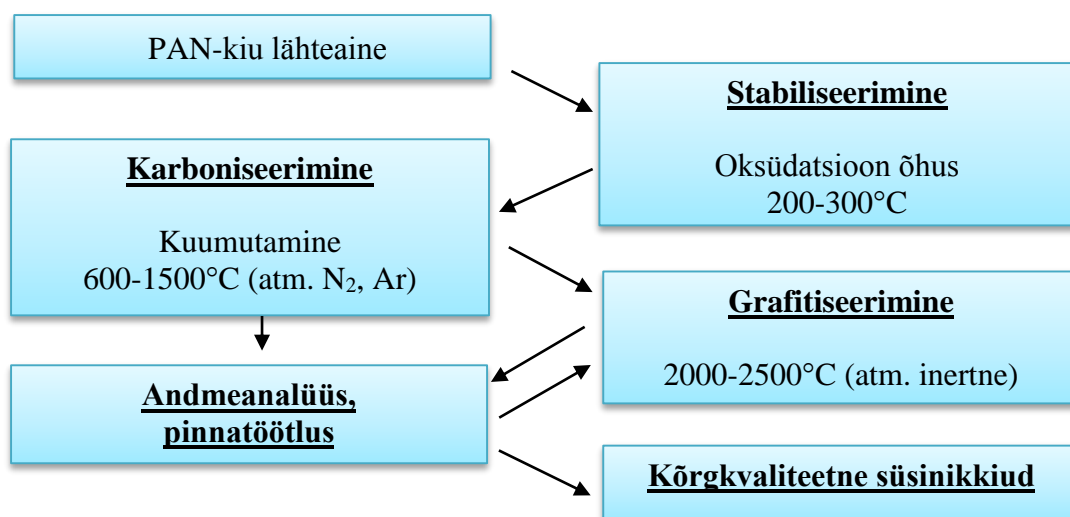 PAN-kiu lähteaine
Stabiliseerimine
Oksüdatsioon õhus
200-300°C
Karboniseerimine
Kuumutamine
600-1500°C (atm. N₂, Ar)
Grafitiseerimine
2000-2500°C (atm. inertne)
Andmeanalüüs,
pinnatöötlus
Kõrgkvaliteetne süsinikkiud